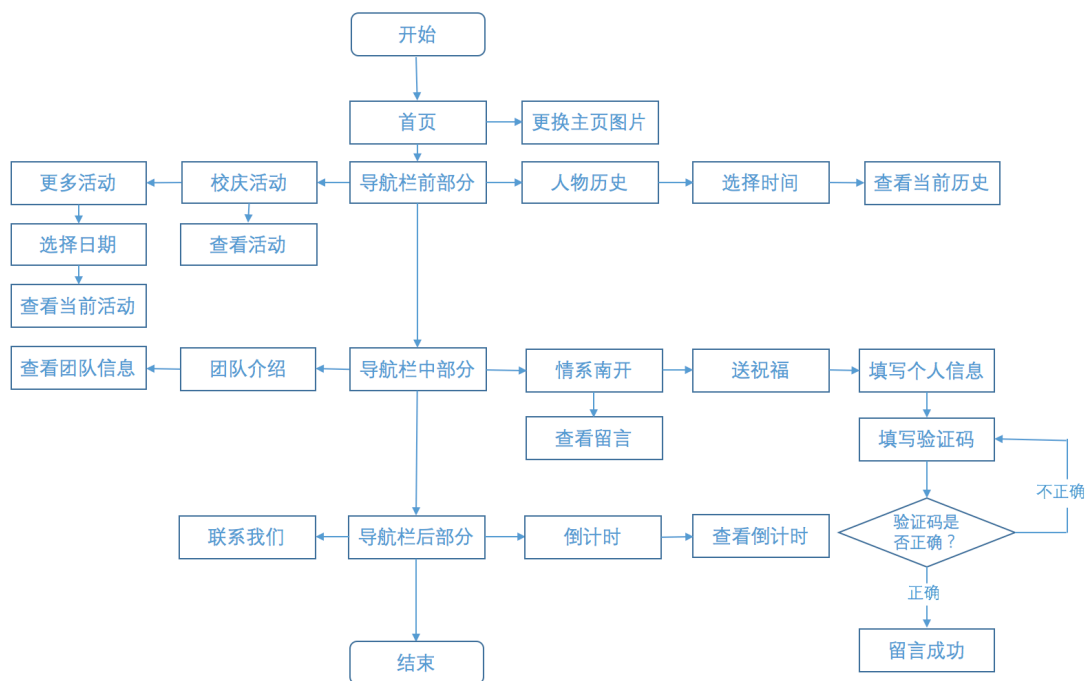 开始
首页
更换主页图片
更多活动
校庆活动
导航栏前部分
人物历史
选择时间
查看当前历史
选择日期
查看活动
查看当前活动
查看团队信息
团队介绍
导航栏中部分
情系南开
送祝福
填写个人信息
查看留言
填写验证码
不正确
联系我们
导航栏后部分
倒计时
查看倒计时
验证码是
否正确？
正确
结束
留言成功